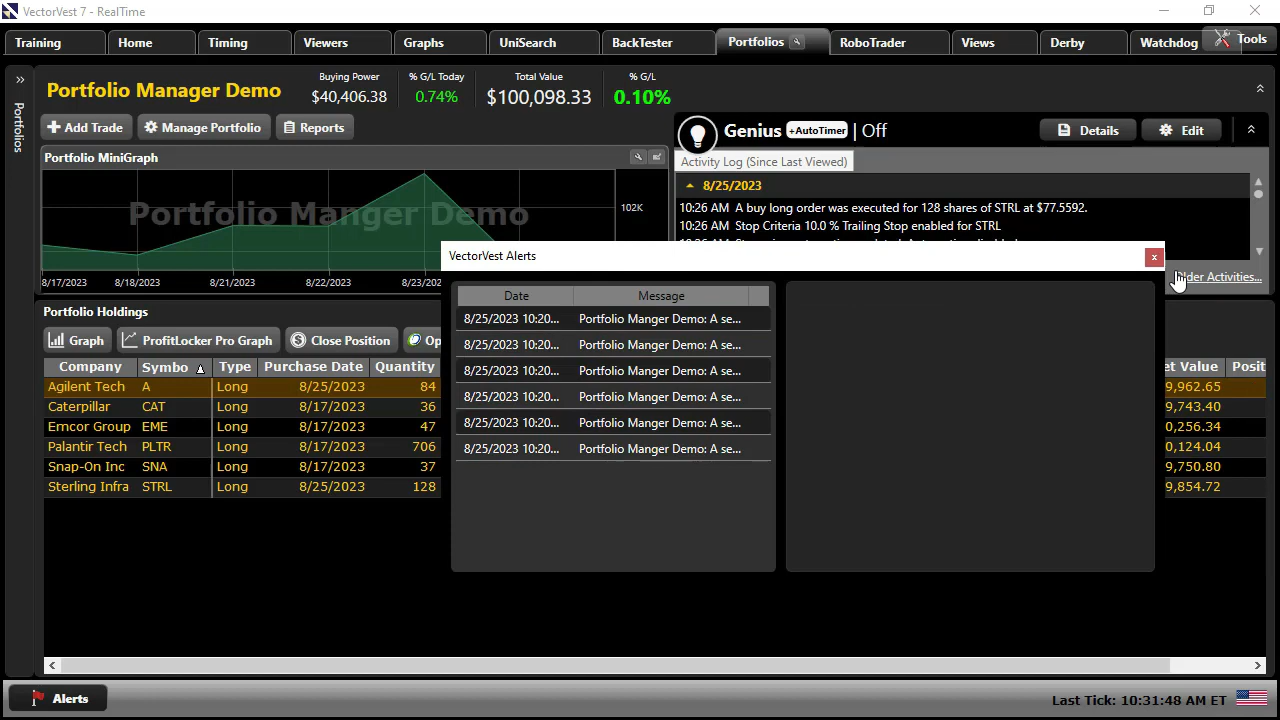 VectorVest 7 - RealTime
Training Home Timing Viewers Graphs UniSearch BackTester Portfolios RoboTrader Views Derby Watchdog Tools
Portfolios
Portfolio Manager Demo
Buying Power
$40,406.38
% G/L Today
0.74%
Total Value
$100,098.33
% G/L
0.10%
Add Trade Manage Portfolio Reports
Genius +AutoTimer | Off
Details Edit
Portfolio MiniGraph
Activity Log (Since Last Viewed)
8/25/2023
10:26 AM A buy long order was executed for 128 shares of STRL at $77.5592.
10:26 AM Stop Criteria 10.0 % Trailing Stop enabled for STRL
Portfolio Manger Demo
102K
8/17/2023 8/18/2023 8/21/2023 8/22/2023 8/23/
Older Activities...
VectorVest Alerts
Date Message
8/25/2023 10:20... Portfolio Manger Demo: A se...
8/25/2023 10:20... Portfolio Manger Demo: A se...
8/25/2023 10:20... Portfolio Manger Demo: A se...
8/25/2023 10:20... Portfolio Manger Demo: A se...
8/25/2023 10:20... Portfolio Manger Demo: A se...
8/25/2023 10:20... Portfolio Manger Demo: A se...
Portfolio Holdings
Graph ProfitLocker Pro Graph Close Position Op
Company Symbo Type Purchase Date Quantity et Value Posit
Agilent Tech A Long 8/25/2023 84 9,962.65
Caterpillar CAT Long 8/17/2023 36 9,743.40
Emcor Group EME Long 8/17/2023 47 0,256.34
Palantir Tech PLTR Long 8/17/2023 706 0,124.04
Snap-On Inc SNA Long 8/17/2023 37 9,750.80
Sterling Infra STRL Long 8/25/2023 128 9,854.72
Alerts
Last Tick: 10:31:48 AM ET